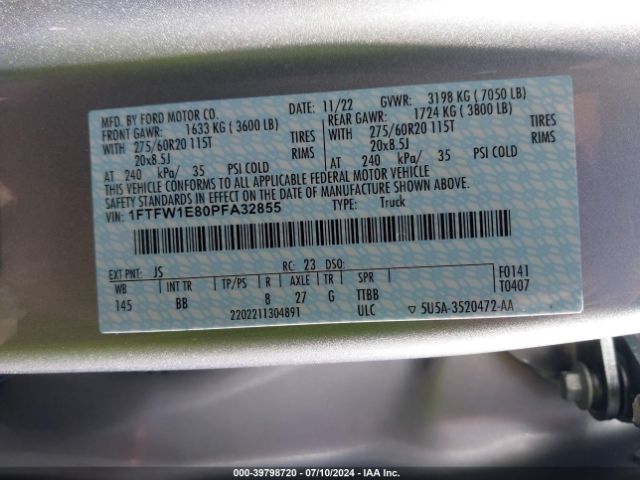 MFD. BY FORD MOTOR CO. DATE: 11/22 GVWR: 3198 KG (7050 LB)
FRONT GAWR: 1633 KG (3600 LB) REAR GAWR: 1724 KG (3800 LB)
WITH 275/60R20 115T TIRES WITH 275/60R20 115T TIRES
20x8.5J RIMS 20x8.5J RIMS
AT 240 kPa/ 35 PSI COLD AT 240 kPa/ 35 PSI COLD
THIS VEHICLE CONFORMS TO ALL APPLICABLE FEDERAL MOTOR VEHICLE
SAFETY STANDARDS IN EFFECT ON THE DATE OF MANUFACTURE SHOWN ABOVE.
VIN: 1FTFW1E80PFA32855 TYPE: Truck
EXT PNT: JS RC: 23 DSO: F0141
WB INT TR TP/PS R AXLE TR SPR T0407
145 BB 8 27 G TTBB
2202211304891 ULC ▽ 5U5A-3520472-AA
000-39798720 - 07/10/2024 - IAA Inc.